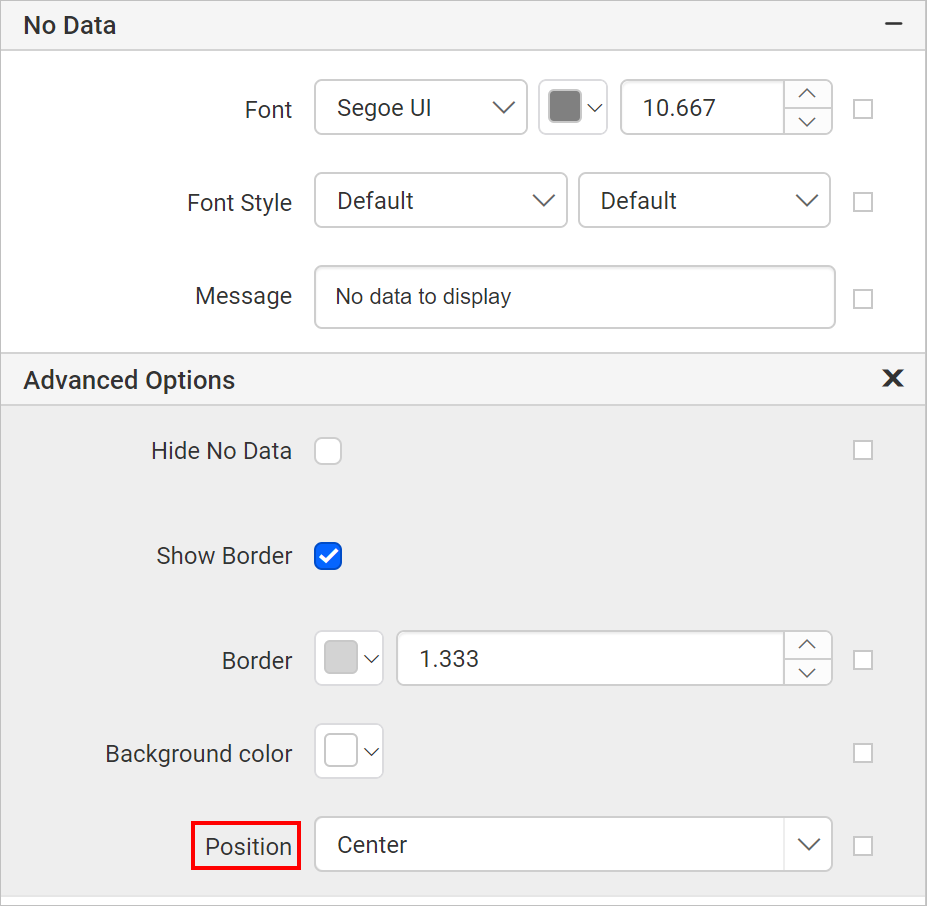 No Data
Font Segoe UI 10.667
Font Style Default Default
Message No data to display
Advanced Options
Hide No Data
Show Border
Border 1.333
Background color
Position Center